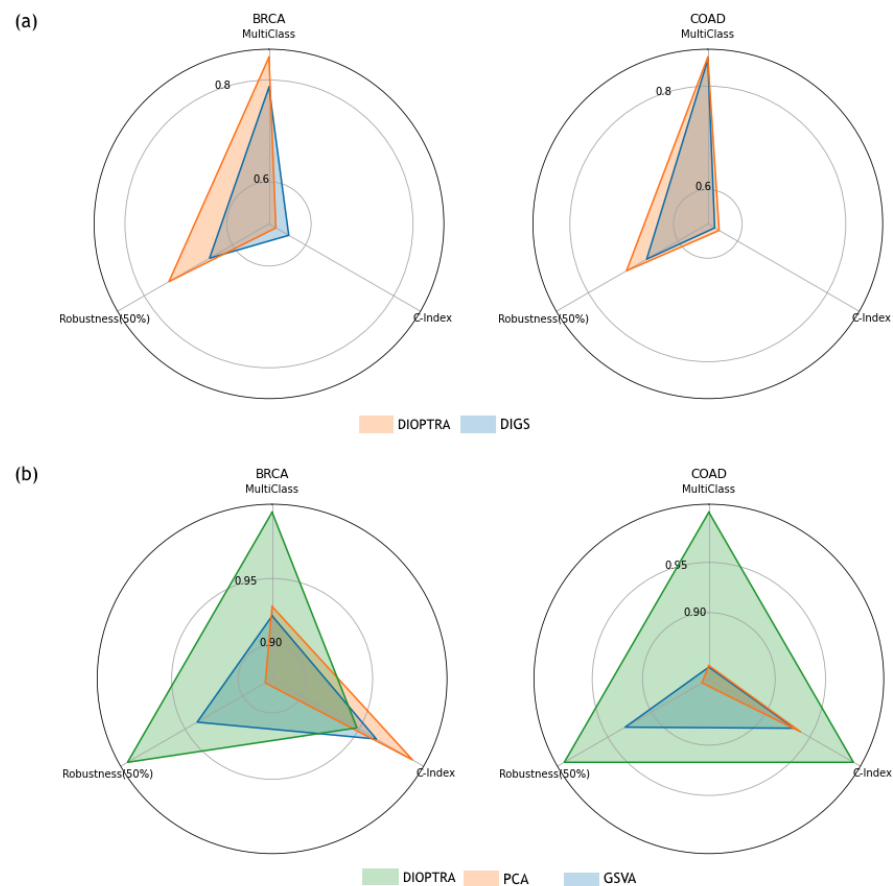 (a)
BRCA
MultiClass
0.8
0.6
Robustness(50%)
C-Index
COAD
MultiClass
0.8
0.6
Robustness(50%)
C-Index
DIOPTRA DIGS
(b)
BRCA
MultiClass
0.95
0.90
Robustness(50%)
C-Index
COAD
MultiClass
0.95
0.90
Robustness(50%)
C-Index
DIOPTRA PCA GSVA